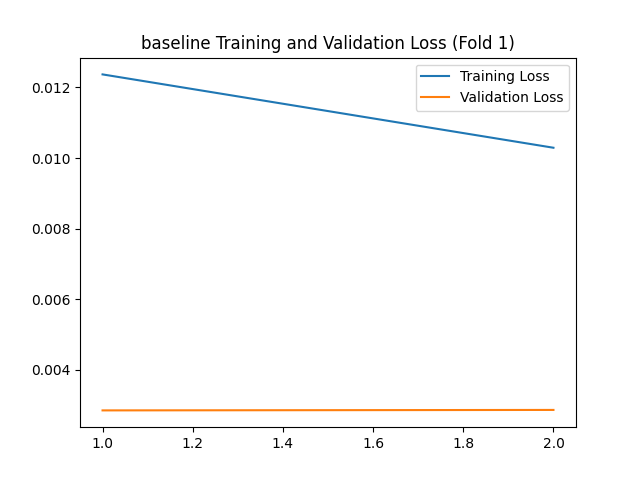 baseline Training and Validation Loss (Fold 1)
Training Loss
Validation Loss
0.012
0.010
0.008
0.006
0.004
1.0 1.2 1.4 1.6 1.8 2.0